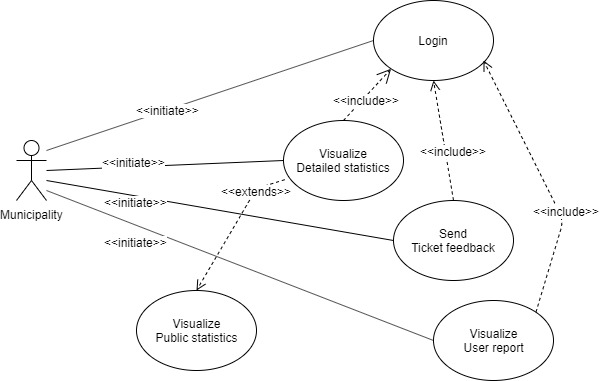 Login
<<include>>
<<initiate>>
Visualize
Detailed statistics
<<include>>
<<initiate>>
<<extends>>
<<initiate>>
Municipality
Send
Ticket feedback
<<include>>
<<initiate>>
Visualize
Public statistics
Visualize
User report